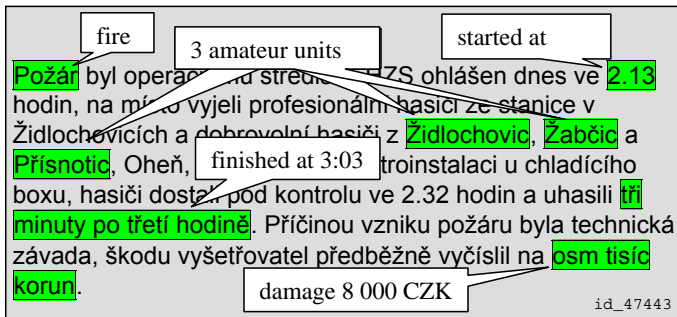 fire
3 amateur units
started at
Požár byl HZS ohlášen dnes ve 2.13
hodin, na místo vyjeli profesionální hasiči ze stanice v
Židlochovicích a dobrovolní hasiči z Židlochovic, Žabčic a
Přísnotic, Oheň, troinstalaci u chladícího
finished at 3:03
boxu, hasiči dostali pod kontrolu ve 2.32 hodin a uhasili tři
minuty po třetí hodině. Příčinou vzniku požáru byla technická
závada, škodu vyšetřovatel předběžně vyčíslil na osm tisíc
korun.
damage 8 000 CZK
id_47443